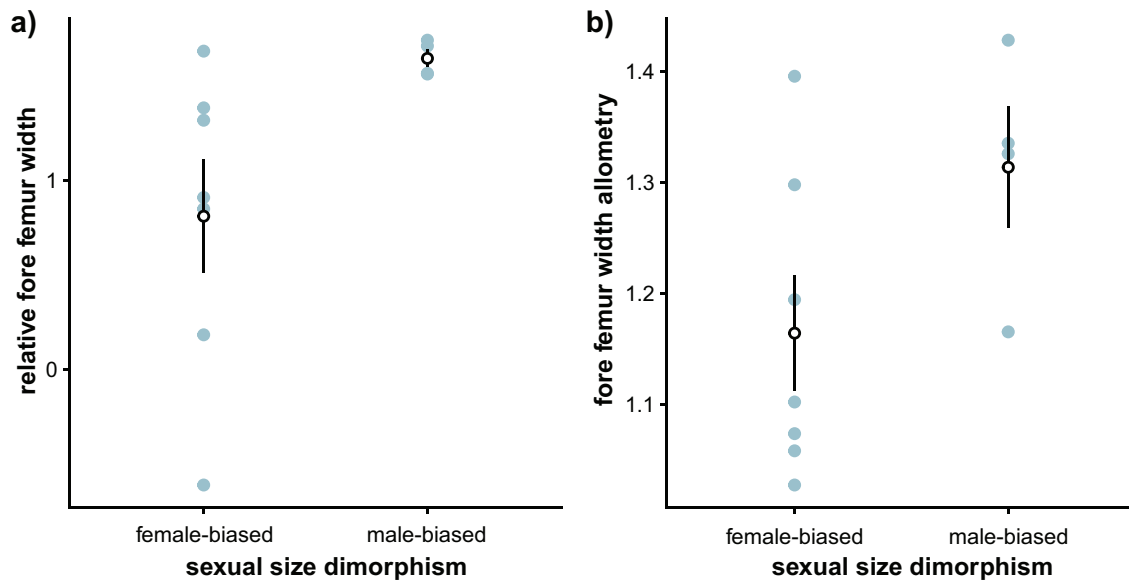 a)
relative fore femur width
1
0
female-biased
male-biased
sexual size dimorphism
b)
fore femur width allometry
1.4
1.3
1.2
1.1
female-biased
male-biased
sexual size dimorphism